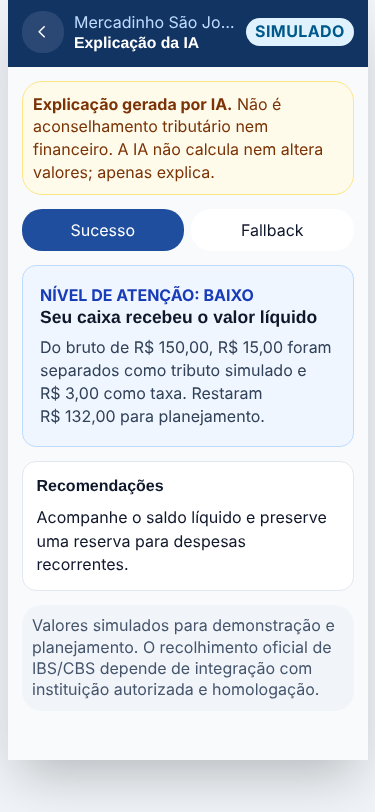 Mercadinho São Jo...
Explicação da IA
SIMULADO
Explicação gerada por IA. Não é
aconselhamento tributário nem
financeiro. A IA não calcula nem altera
valores; apenas explica.
Sucesso
Fallback
NÍVEL DE ATENÇÃO: BAIXO
Seu caixa recebeu o valor líquido
Do bruto de R$ 150,00, R$ 15,00 foram
separados como tributo simulado e
R$ 3,00 como taxa. Restaram
R$ 132,00 para planejamento.
Recomendações
Acompanhe o saldo líquido e preserve
uma reserva para despesas
recorrentes.
Valores simulados para demonstração e
planejamento. O recolhimento oficial de
IBS/CBS depende de integração com
instituição autorizada e homologação.